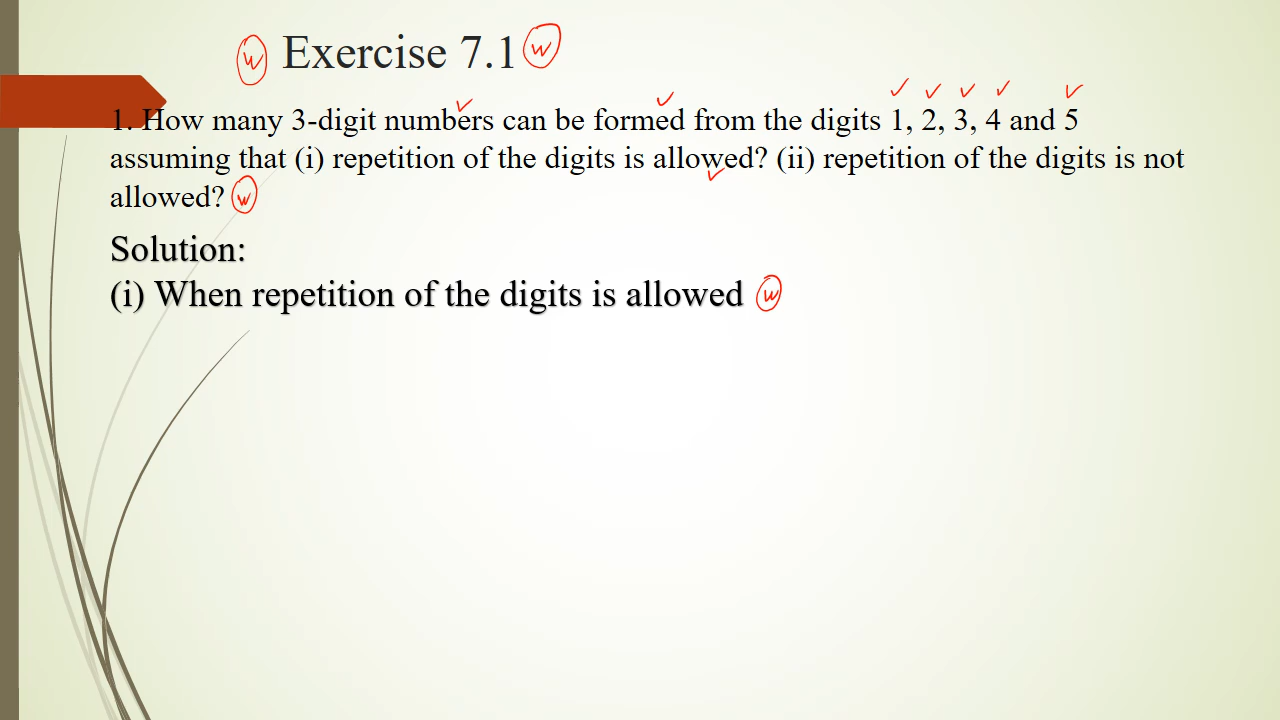 w Exercise 7.1 w
1. How many 3-digit numbers can be formed from the digits 1, 2, 3, 4 and 5
assuming that (i) repetition of the digits is allowed? (ii) repetition of the digits is not
allowed? w
Solution:
(i) When repetition of the digits is allowed w